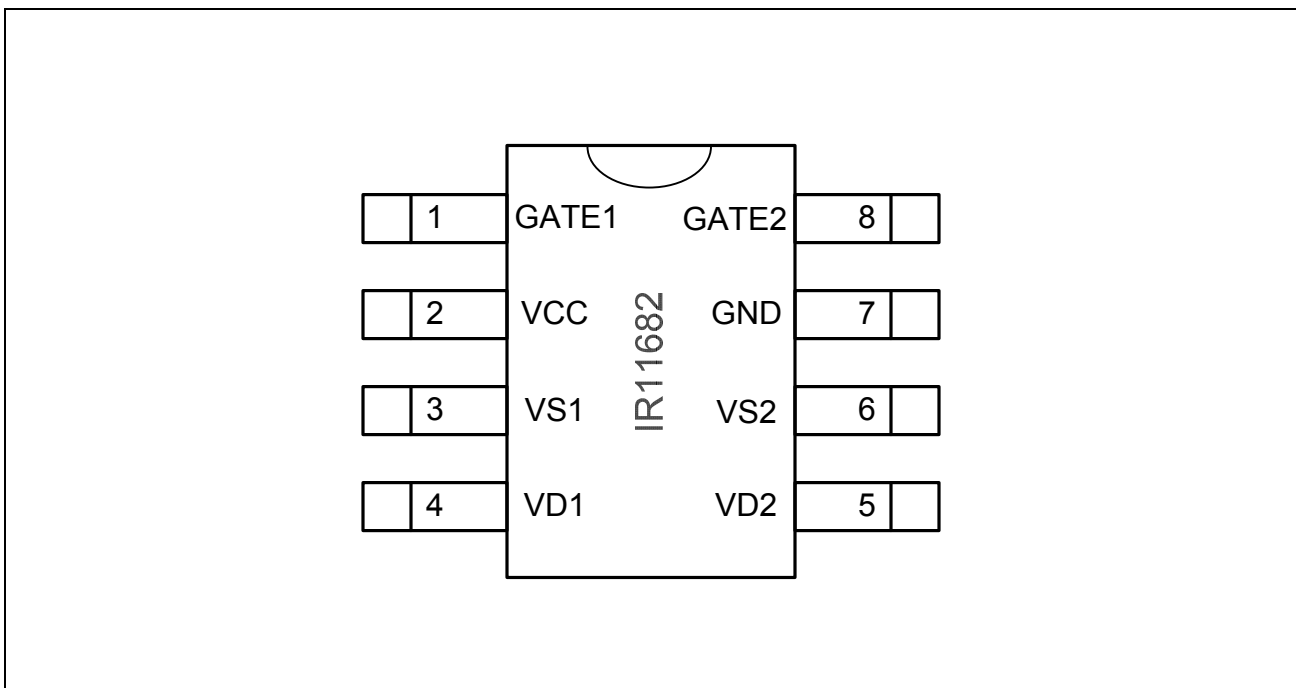 1 GATE1 GATE2 8
2 VCC GND 7
3 VS1 VS2 6
4 VD1 VD2 5
IR11682